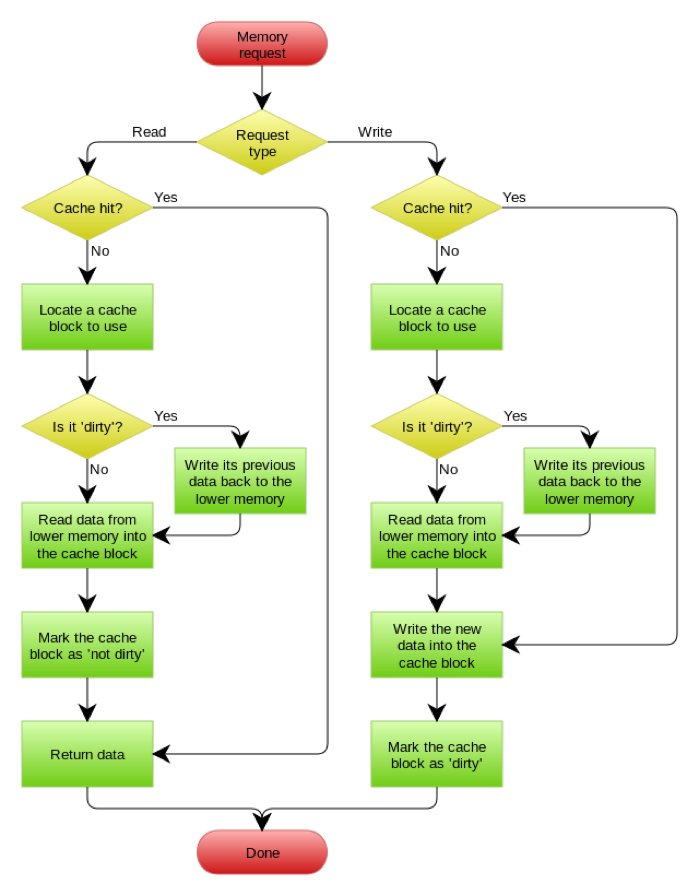 Memory
request
Request
type
Read
Write
Cache hit?
Yes
No
Locate a cache
block to use
Is it 'dirty'?
Yes
No
Write its previous
data back to the
lower memory
Read data from
lower memory into
the cache block
Mark the cache
block as 'not dirty'
Return data
Cache hit?
Yes
No
Locate a cache
block to use
Is it 'dirty'?
Yes
No
Write its previous
data back to the
lower memory
Read data from
lower memory into
the cache block
Write the new
data into the
cache block
Mark the cache
block as 'dirty'
Done